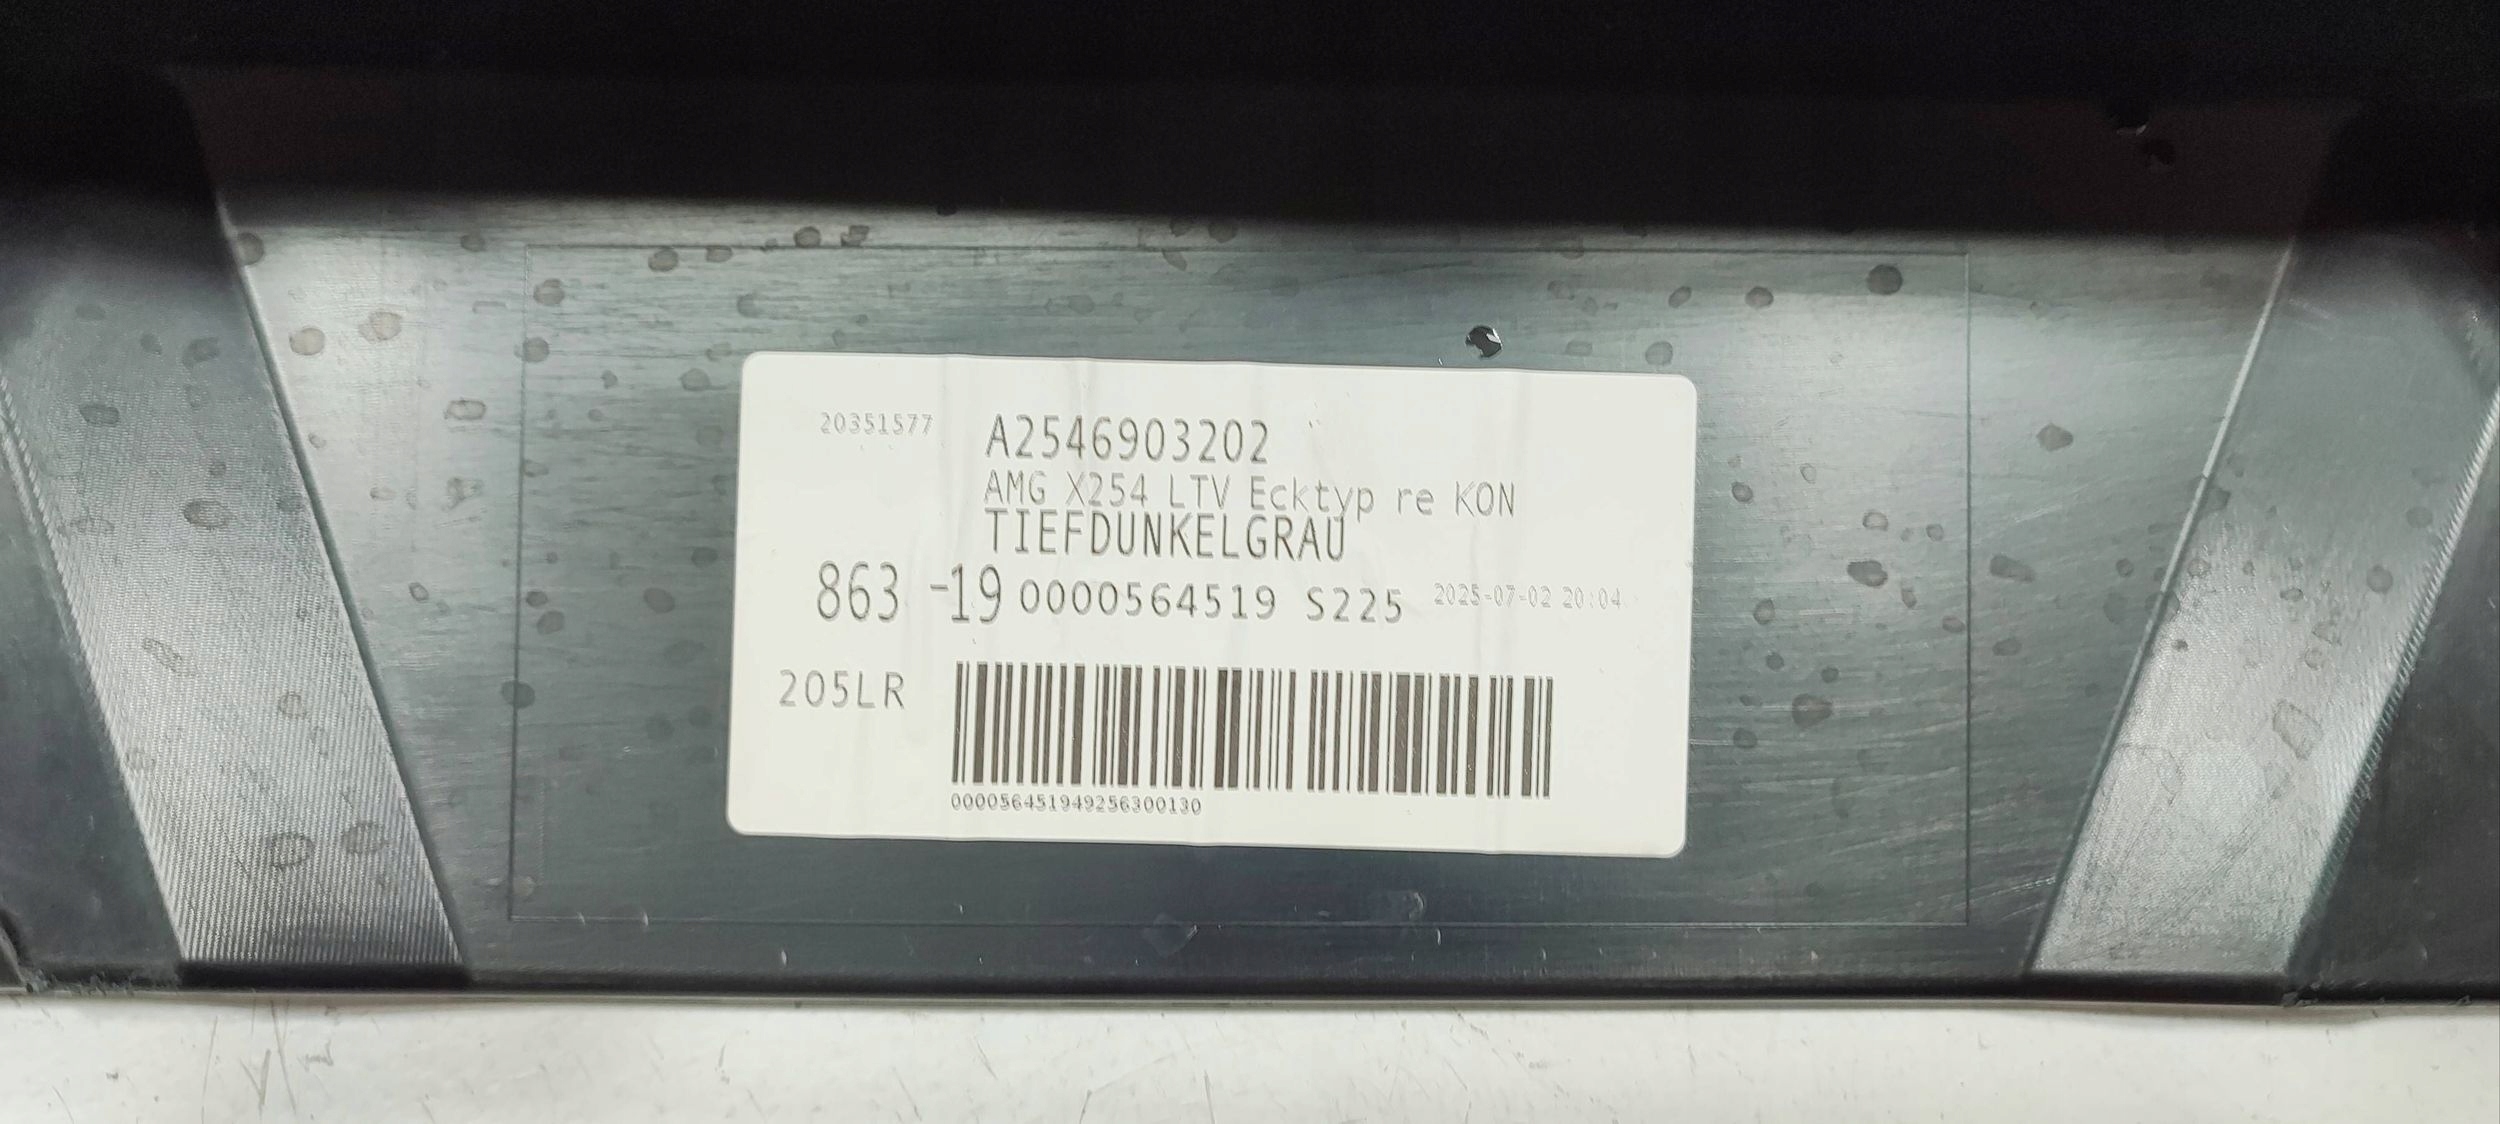 20351577 A2546903202
AMG X254 LTV Ecktyp re KON
TIEFDUNKELGRAU
863 -19 0000564519 S225 2025-07-02 20:04
205LR
000056451949256300130